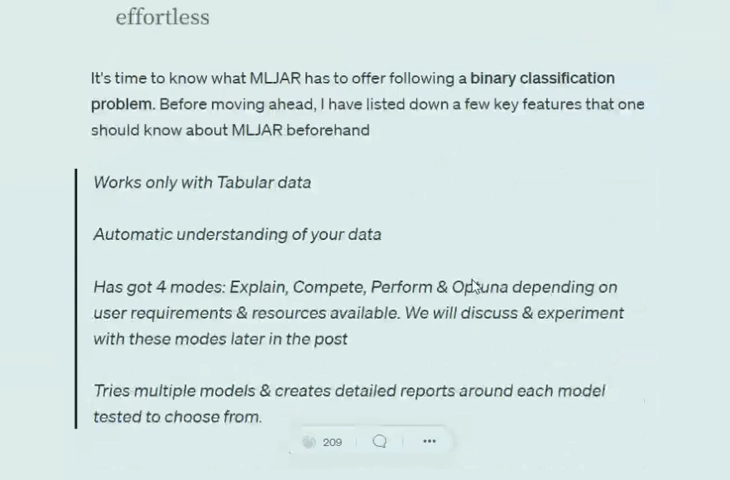 effortless
It's time to know what MLJAR has to offer following a binary classification
problem. Before moving ahead, I have listed down a few key features that one
should know about MLJAR beforehand
Works only with Tabular data
Automatic understanding of your data
Has got 4 modes: Explain, Compete, Perform & Optuna depending on
user requirements & resources available. We will discuss & experiment
with these modes later in the post
Tries multiple models & creates detailed reports around each model
tested to choose from.
209